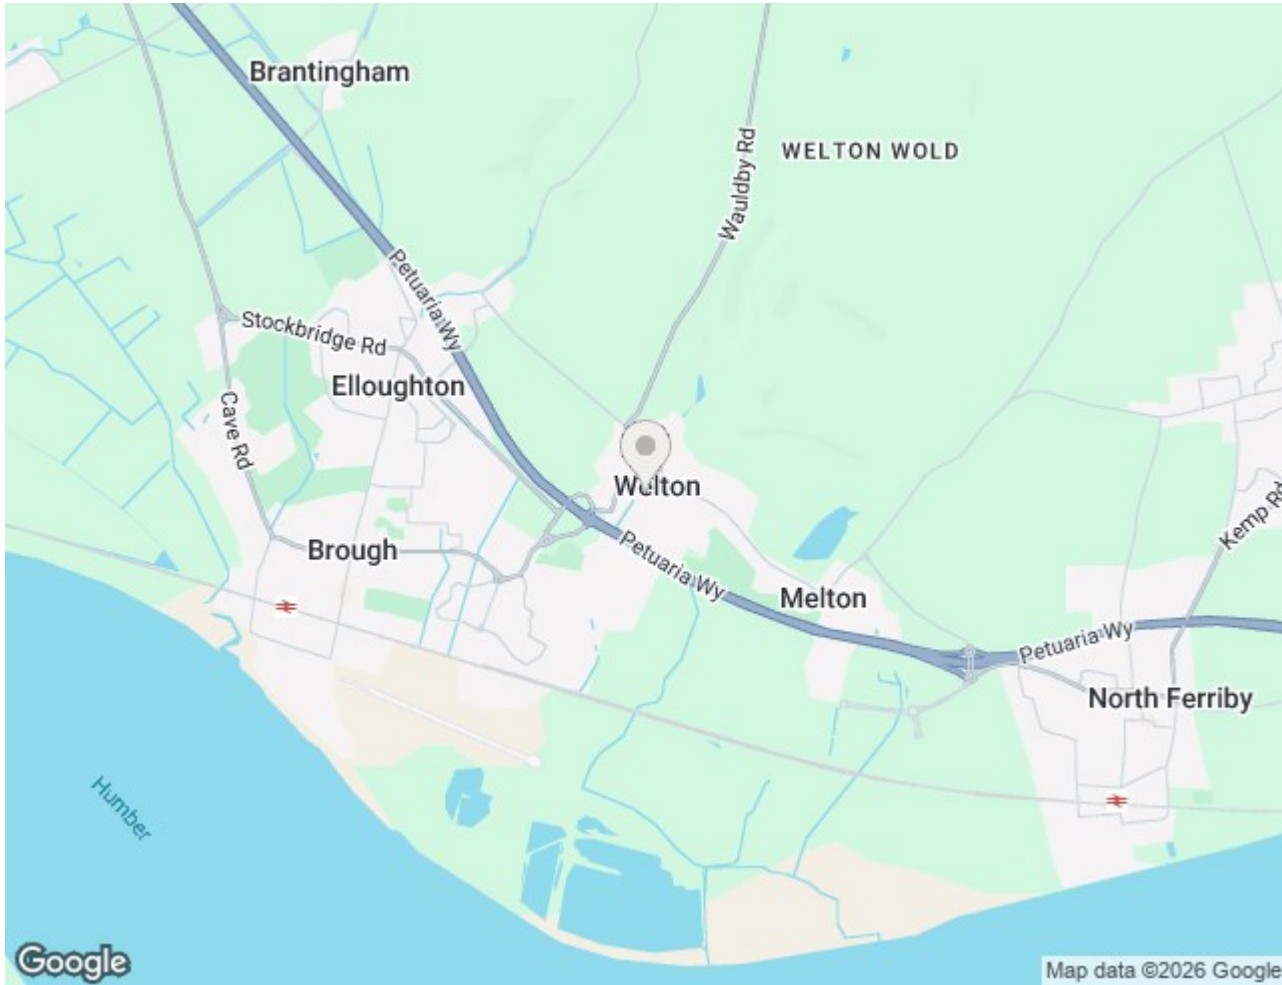 Brantingham
WELTON WOLD
Wauldby Rd
Petuaria Wy
Stockbridge Rd
Elloughton
Cave Rd
Welton
Brough
Petuaria Wy
Kemp Rd
Melton
Petuaria Wy
North Ferriby
Humber
Google
Map data ©2026 Google